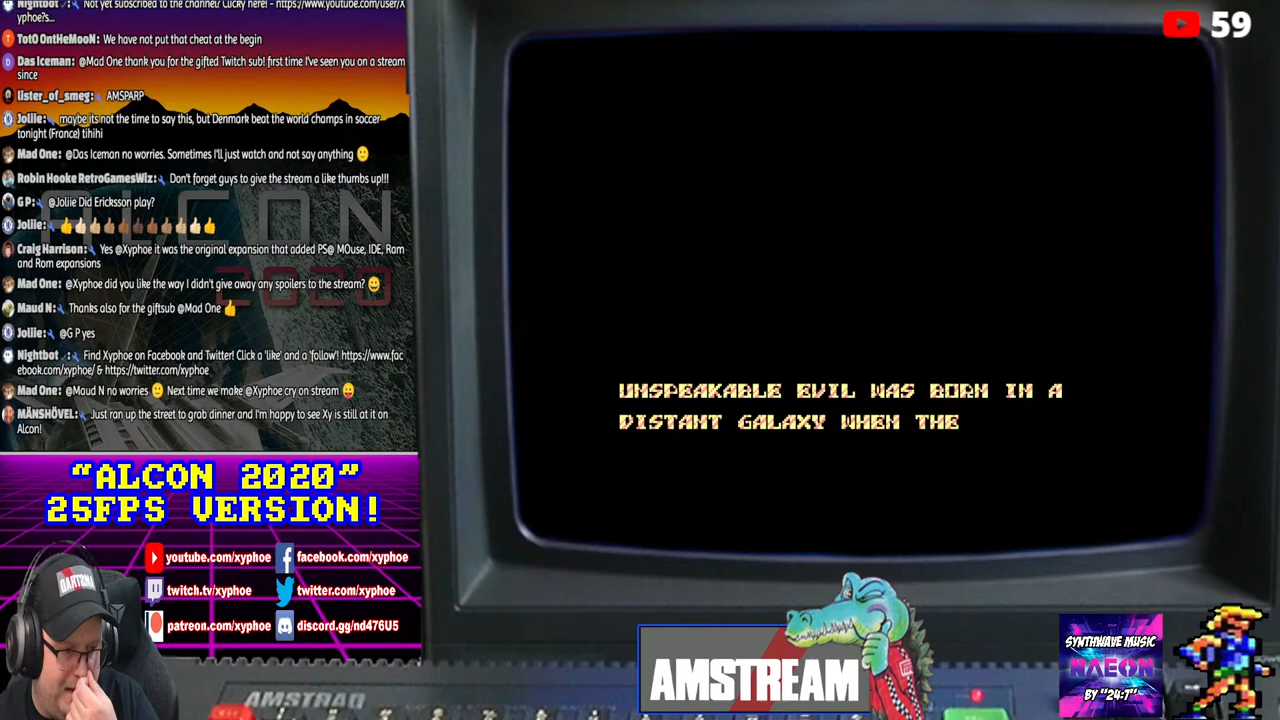 Nightbot: Not yet subscribed to the channel? Clicky here! - https://www.youtube.com/user/X
yphoe?s...
TotO OntHeMooN: We have not put that cheat at the begin
Das Iceman: @Mad One thank you for the gifted Twitch sub! first time I've seen you on a stream
since
lister_of_smeg: AMSPARP
Jollie: maybe its not the time to say this, but Denmark beat the world champs in soccer
tonight (France) tihihi
Mad One: @Das Iceman no worries. Sometimes I'll just watch and not say anything 🙂
Robin Hooke RetroGamesWiz: Don't forget guys to give the stream a like thumbs up!!!
G P: @Jollie Did Ericksson play?
Jollie: 👍👍🏻👍🏼👍🏽👍🏾👍🏿👍🏾👍🏽👍🏼👍🏻👍
Craig Harrison: Yes @Xyphoe it was the original expansion that added PS@ MOuse, IDE, Ram
and Rom expansions
Mad One: @Xyphoe did you like the way I didn't give away any spoilers to the stream? 😀
Maud N: Thanks also for the giftsub @Mad One 👍
Jollie: @G P yes
Nightbot: Find Xyphoe on Facebook and Twitter! Click a 'like' and a 'follow'! https://www.fac
ebook.com/xyphoe/ & https://twitter.com/xyphoe
Mad One: @Maud N no worries 🙂 Next time we make @Xyphoe cry on stream 😛
MÄNSHÖVEL: Just ran up the street to grab dinner and I'm happy to see Xy is still at it on
Alcon!
ALCON
2020
"ALCON 2020"
25FPS VERSION!
youtube.com/xyphoe
facebook.com/xyphoe
twitch.tv/xyphoe
twitter.com/xyphoe
patreon.com/xyphoe
discord.gg/nd476U5
59
UNSPEAKABLE EVIL WAS BORN IN A
DISTANT GALAXY WHEN THE
AMSTRAD
AMSTREAM
SYNTHWAVE MUSIC
NAEON
BY "24:7"